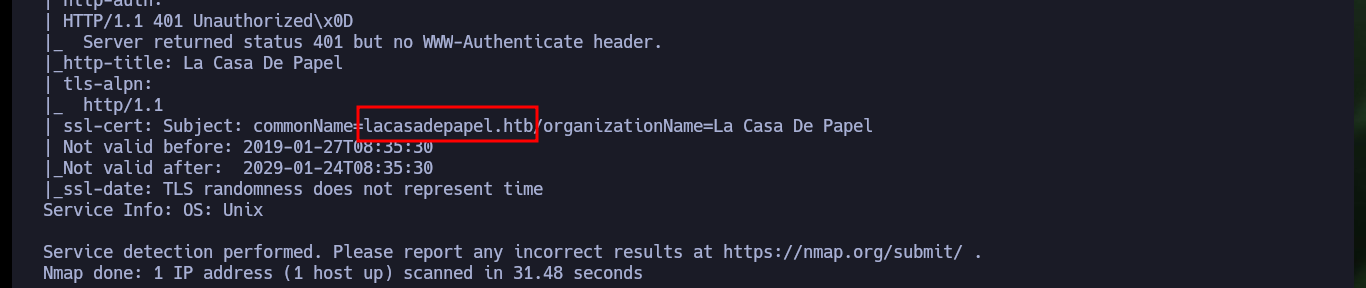 | http-auth:
| HTTP/1.1 401 Unauthorized\x0D
|_  Server returned status 401 but no WWW-Authenticate header.
|_http-title: La Casa De Papel
| tls-alpn:
|_  http/1.1
| ssl-cert: Subject: commonName=lacasadepapel.htb/organizationName=La Casa De Papel
| Not valid before: 2019-01-27T08:35:30
|_Not valid after:  2029-01-24T08:35:30
|_ssl-date: TLS randomness does not represent time
Service Info: OS: Unix

Service detection performed. Please report any incorrect results at https://nmap.org/submit/ .
Nmap done: 1 IP address (1 host up) scanned in 31.48 seconds